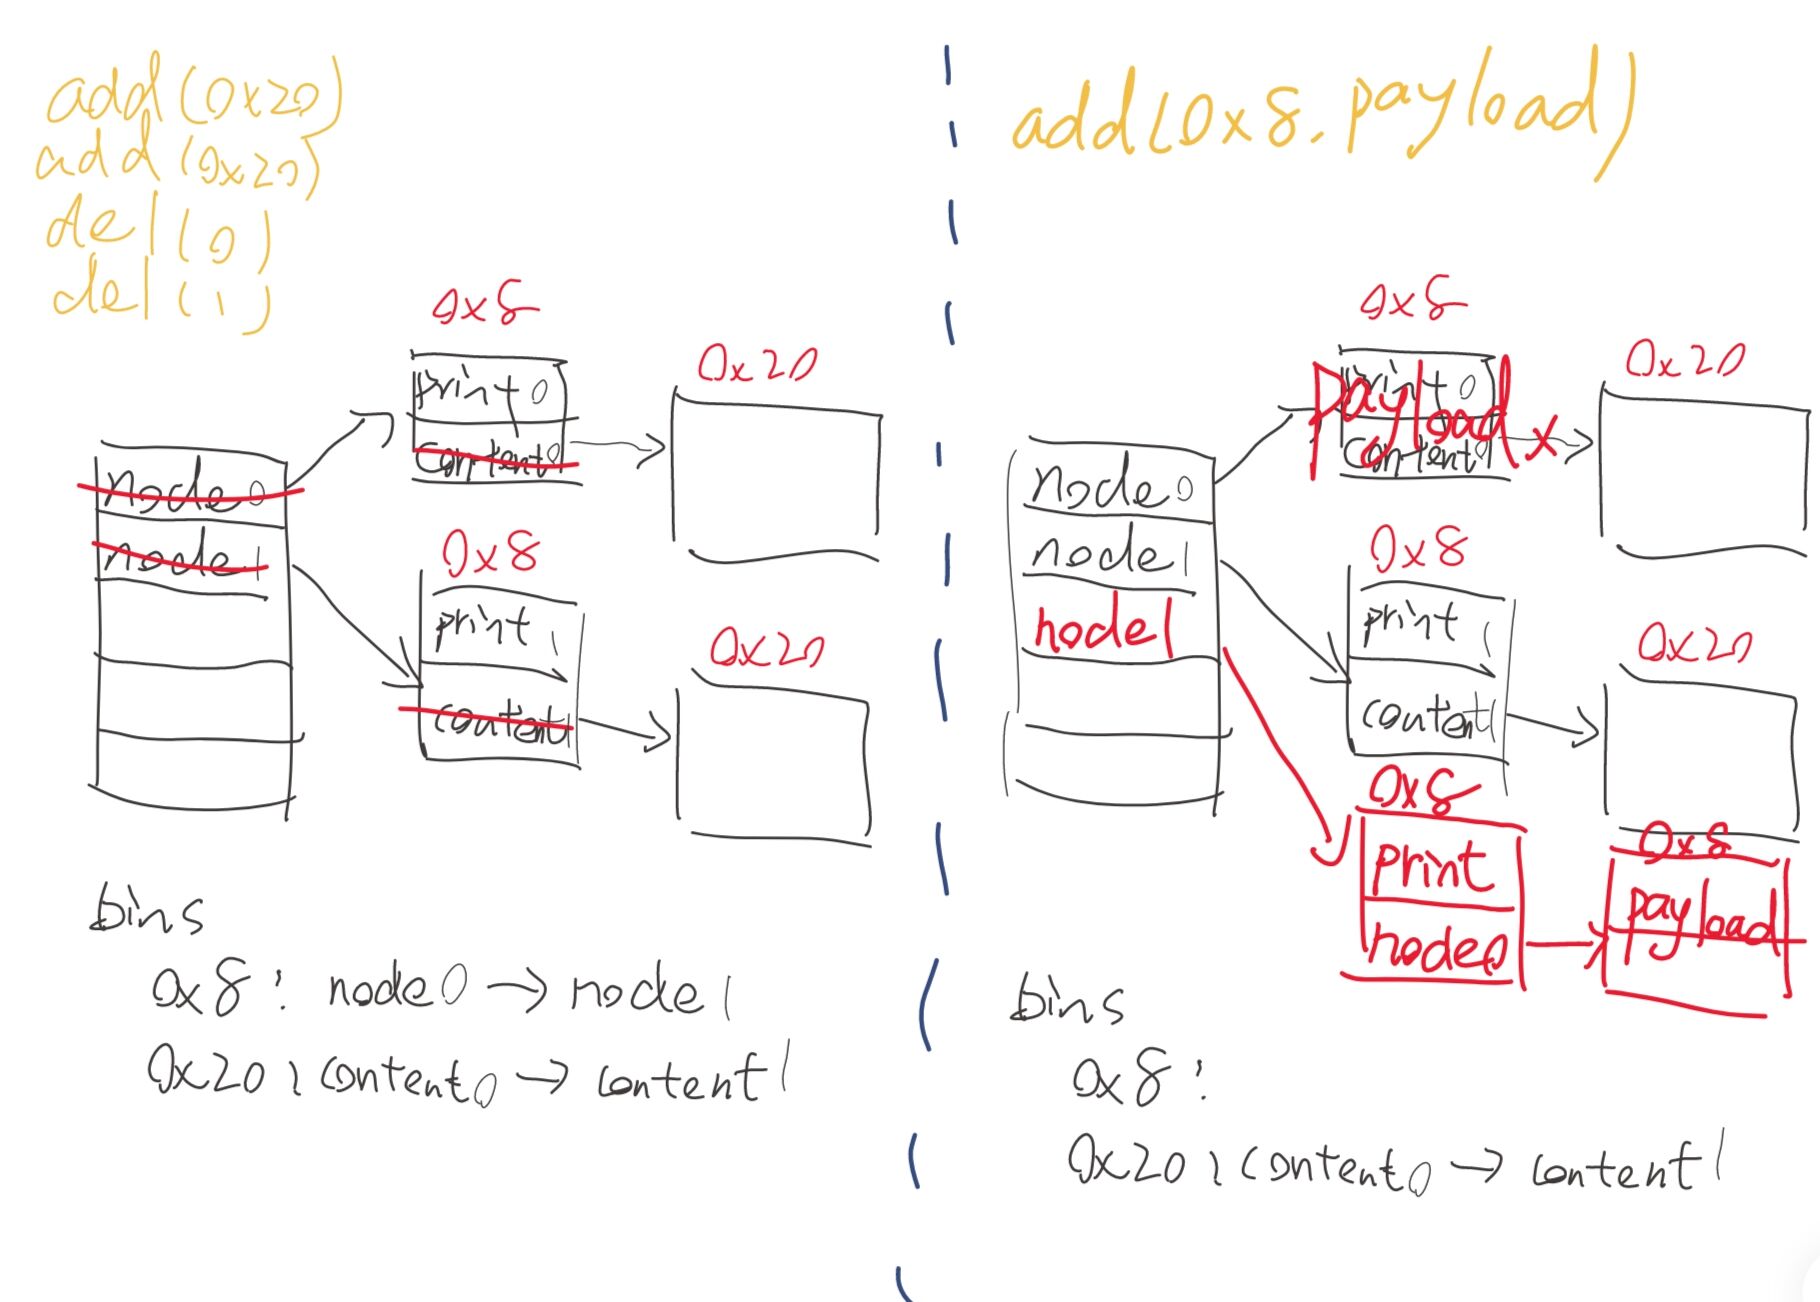 add(0x20)
add(0x20)
del(0)
del(1)
0x8
print0
content0
0x20
node0
node1
0x8
print1
content1
0x20
bins
0x8: node0 → node1
0x20: content0 → content1
add(0x8, payload)
0x8
print0
payload x
content0
0x20
node0
node1
node1
0x8
print1
content1
0x20
0x8
print
node0
0x8
payload
bins
0x8:
0x20: content0 → content1